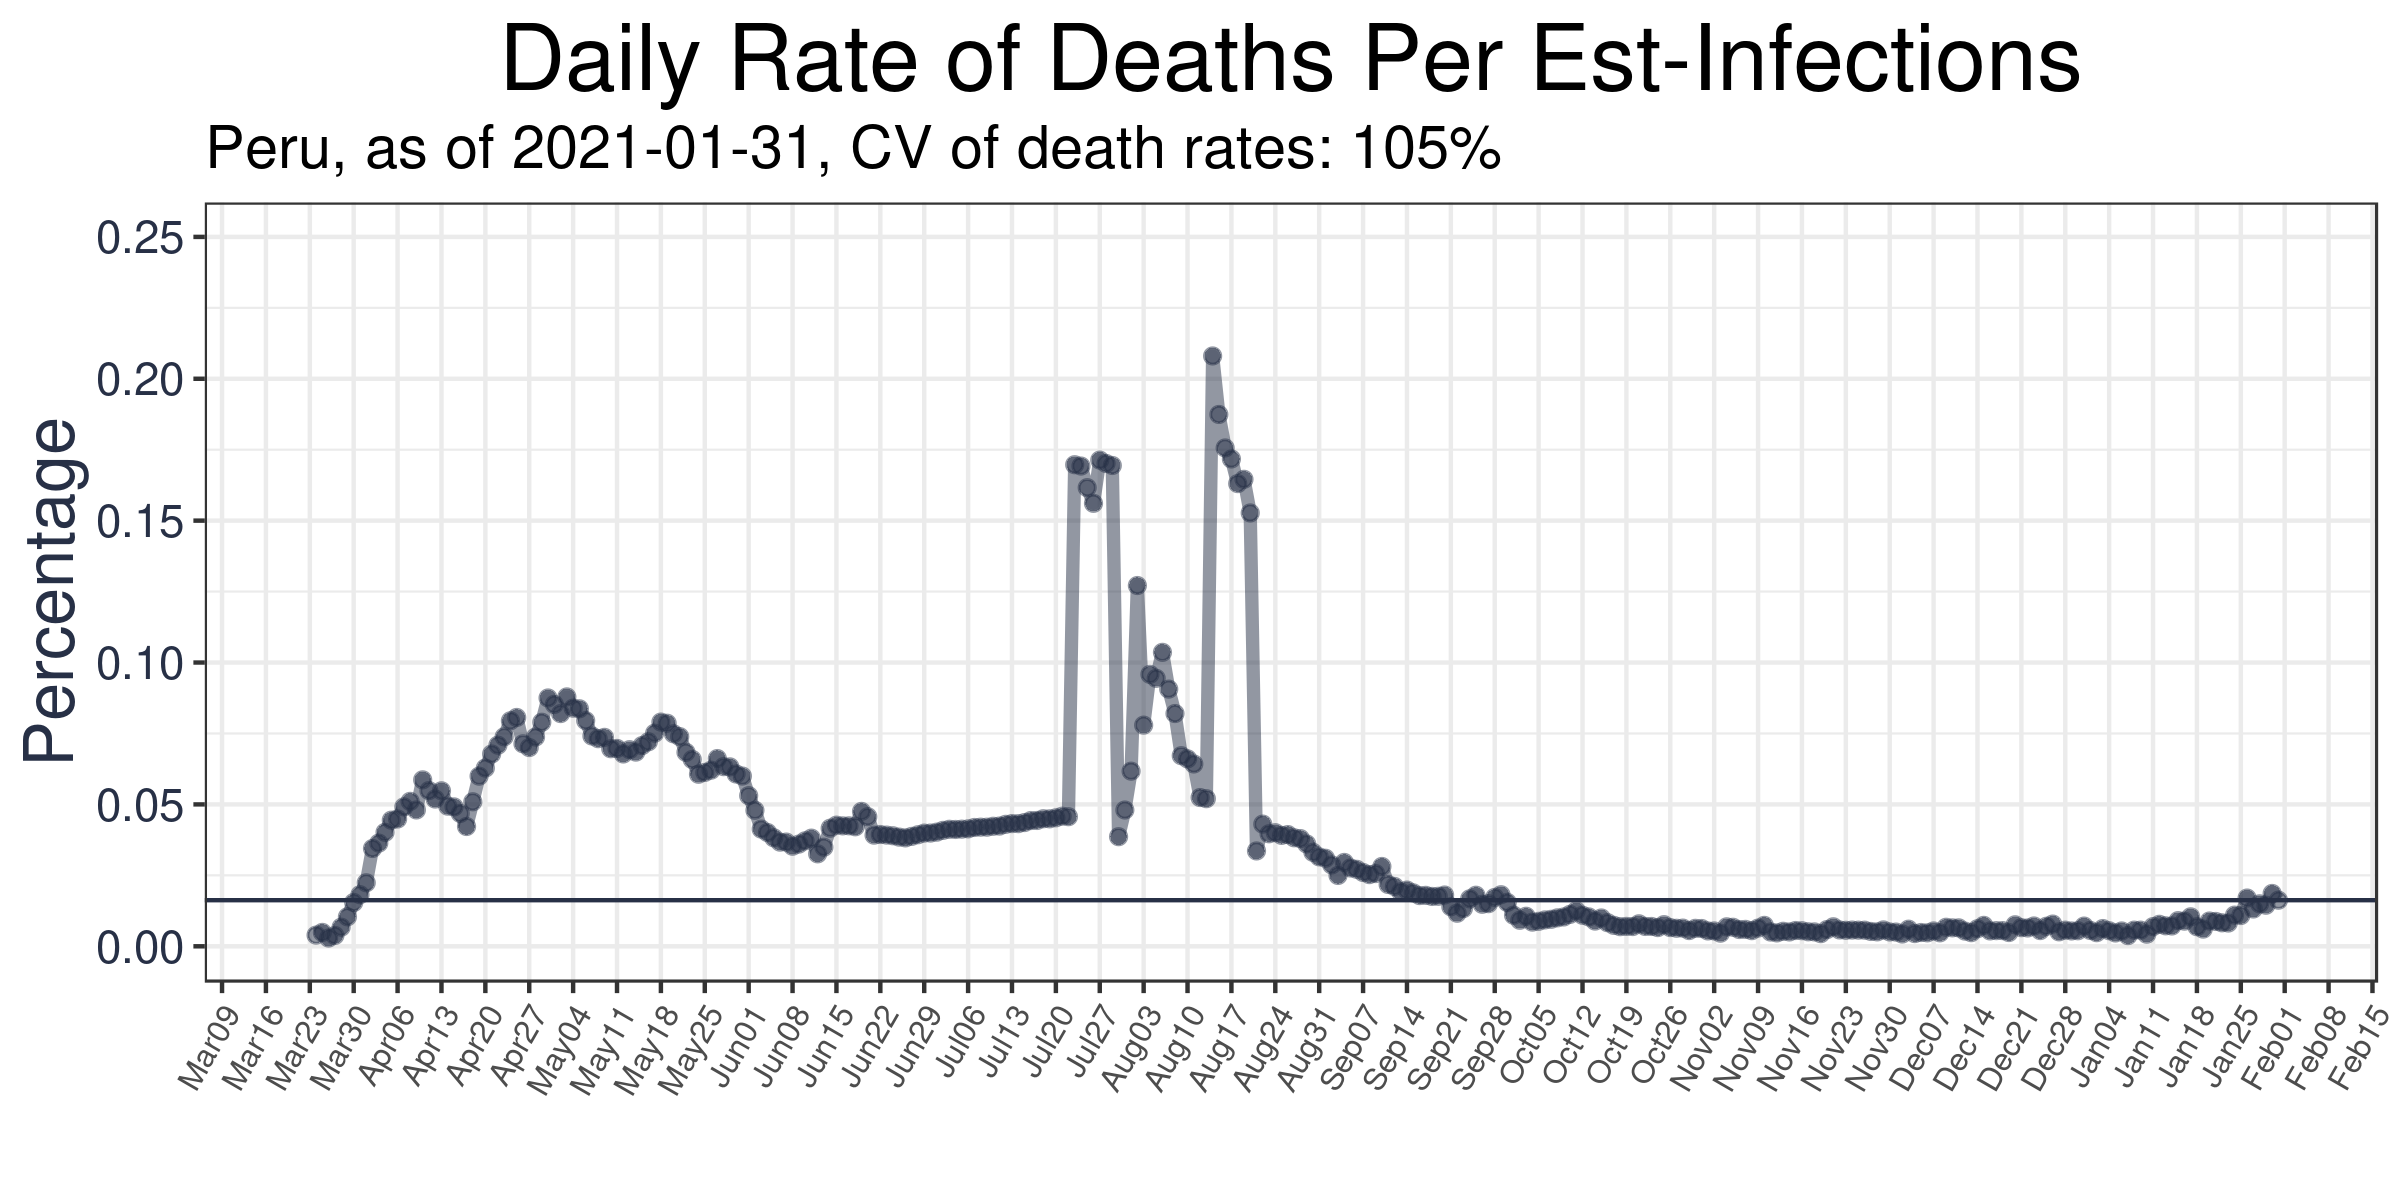 Daily Rate of Deaths Per Est-Infections
Peru, as of 2021-01-31, CV of death rates: 105%
Percentage
0.25
0.20
0.15
0.10
0.05
0.00
Mar09 Mar16 Mar23 Mar30 Apr06 Apr13 Apr20 Apr27 May04 May11 May18 May25 Jun01 Jun08 Jun15 Jun22 Jun29 Jul06 Jul13 Jul20 Jul27 Aug03 Aug10 Aug17 Aug24 Aug31 Sep07 Sep14 Sep21 Sep28 Oct05 Oct12 Oct19 Oct26 Nov02 Nov09 Nov16 Nov23 Nov30 Dec07 Dec14 Dec21 Dec28 Jan04 Jan11 Jan18 Jan25 Feb01 Feb08 Feb15